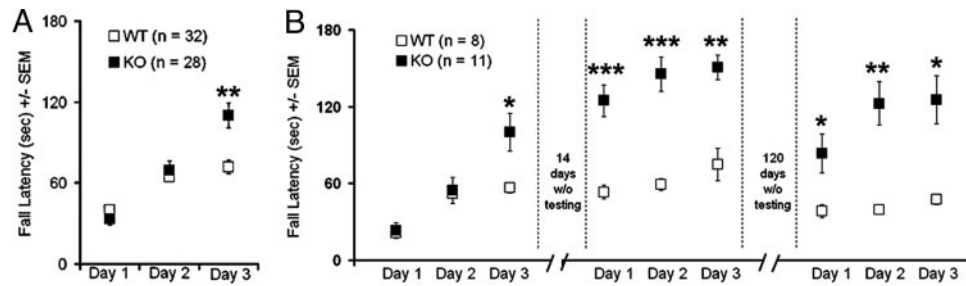 A
Fall Latency (sec) +/- SEM
180
120
60
0
WT (n = 32)
KO (n = 28)
**
Day 1 Day 2 Day 3
B
Fall Latency (sec) +/- SEM
180
120
60
0
WT (n = 8)
KO (n = 11)
*
14
days
w/o
testing
***
***
**
120
days
w/o
testing
*
**
*
Day 1 Day 2 Day 3 Day 1 Day 2 Day 3 Day 1 Day 2 Day 3